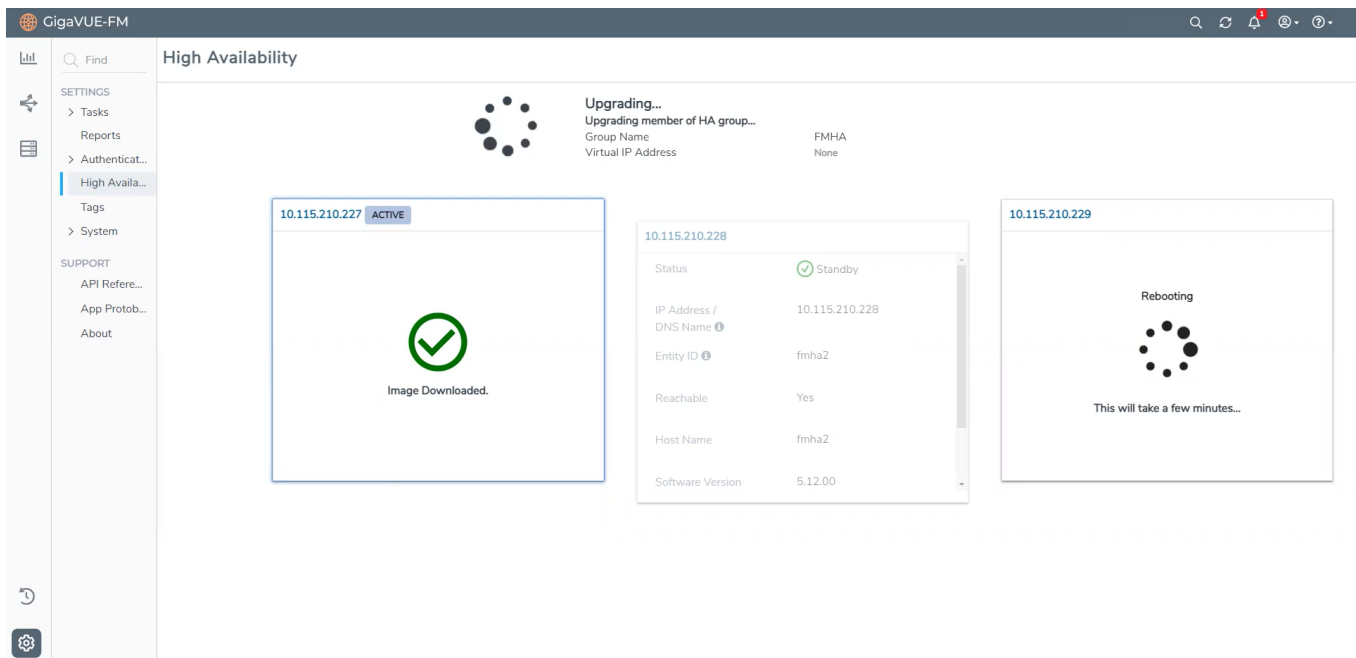 GigaVUE-FM
1
Find
High Availability
SETTINGS
Tasks
Reports
Authenticat...
High Availa...
Tags
System
SUPPORT
API Refere...
App Protob...
About
Upgrading...
Upgrading member of HA group...
Group Name FMHA
Virtual IP Address None
10.115.210.227 ACTIVE
Image Downloaded.
10.115.210.228
Status Standby
IP Address / 10.115.210.228
DNS Name
Entity ID fmha2
Reachable Yes
Host Name fmha2
Software Version 5.12.00
10.115.210.229
Rebooting
This will take a few minutes...